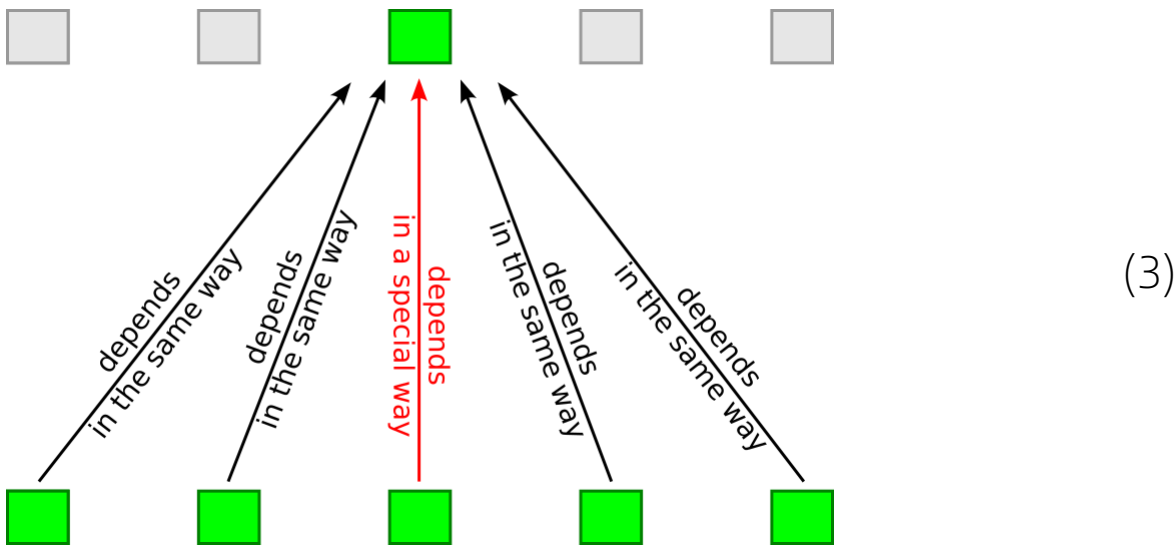 depends
in the same way
depends
in the same way
depends
in a special way
depends
in the same way
depends
in the same way
(3)